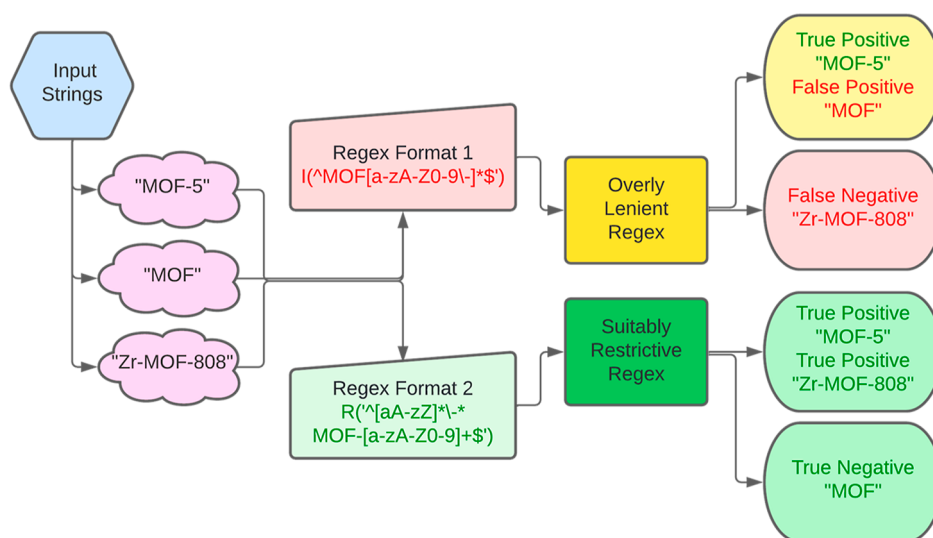 Input
Strings
"MOF-5"
"MOF"
"Zr-MOF-808"
Regex Format 1
I(^MOF[a-zA-Z0-9\-]*$')
Regex Format 2
R('^[aA-zZ]*\-*
MOF-[a-zA-Z0-9]+$')
Overly
Lenient
Regex
Suitably
Restrictive
Regex
True Positive
"MOF-5"
False Positive
"MOF"
False Negative
"Zr-MOF-808"
True Positive
"MOF-5"
True Positive
"Zr-MOF-808"
True Negative
"MOF"